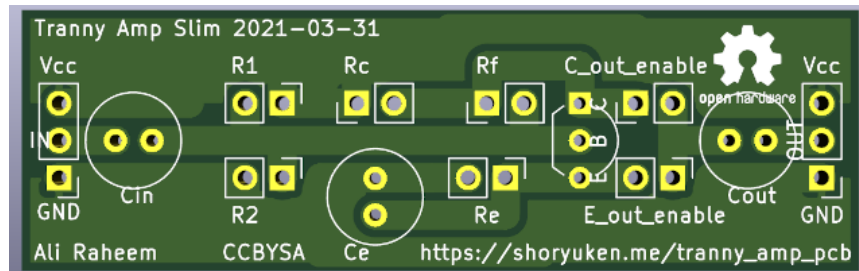 Tranny Amp Slim 2021-03-31
Vcc R1 Rc Rf C_out_enable Vcc
open hardware
C
IN B OUT
E
Cin Cout
GND R2 Re E_out_enable GND
Ali Raheem CCBYSA Ce https://shoryuken.me/tranny_amp_pcb